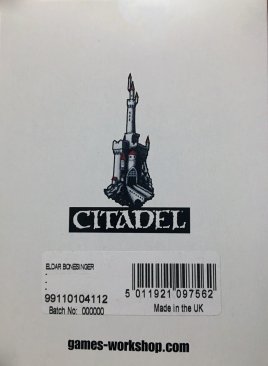 CITADEL
ELDAR BONESINGER
-
-
-
99110104112
Batch No: 000000
5 011921 097562
Made in the UK
games-workshop.com